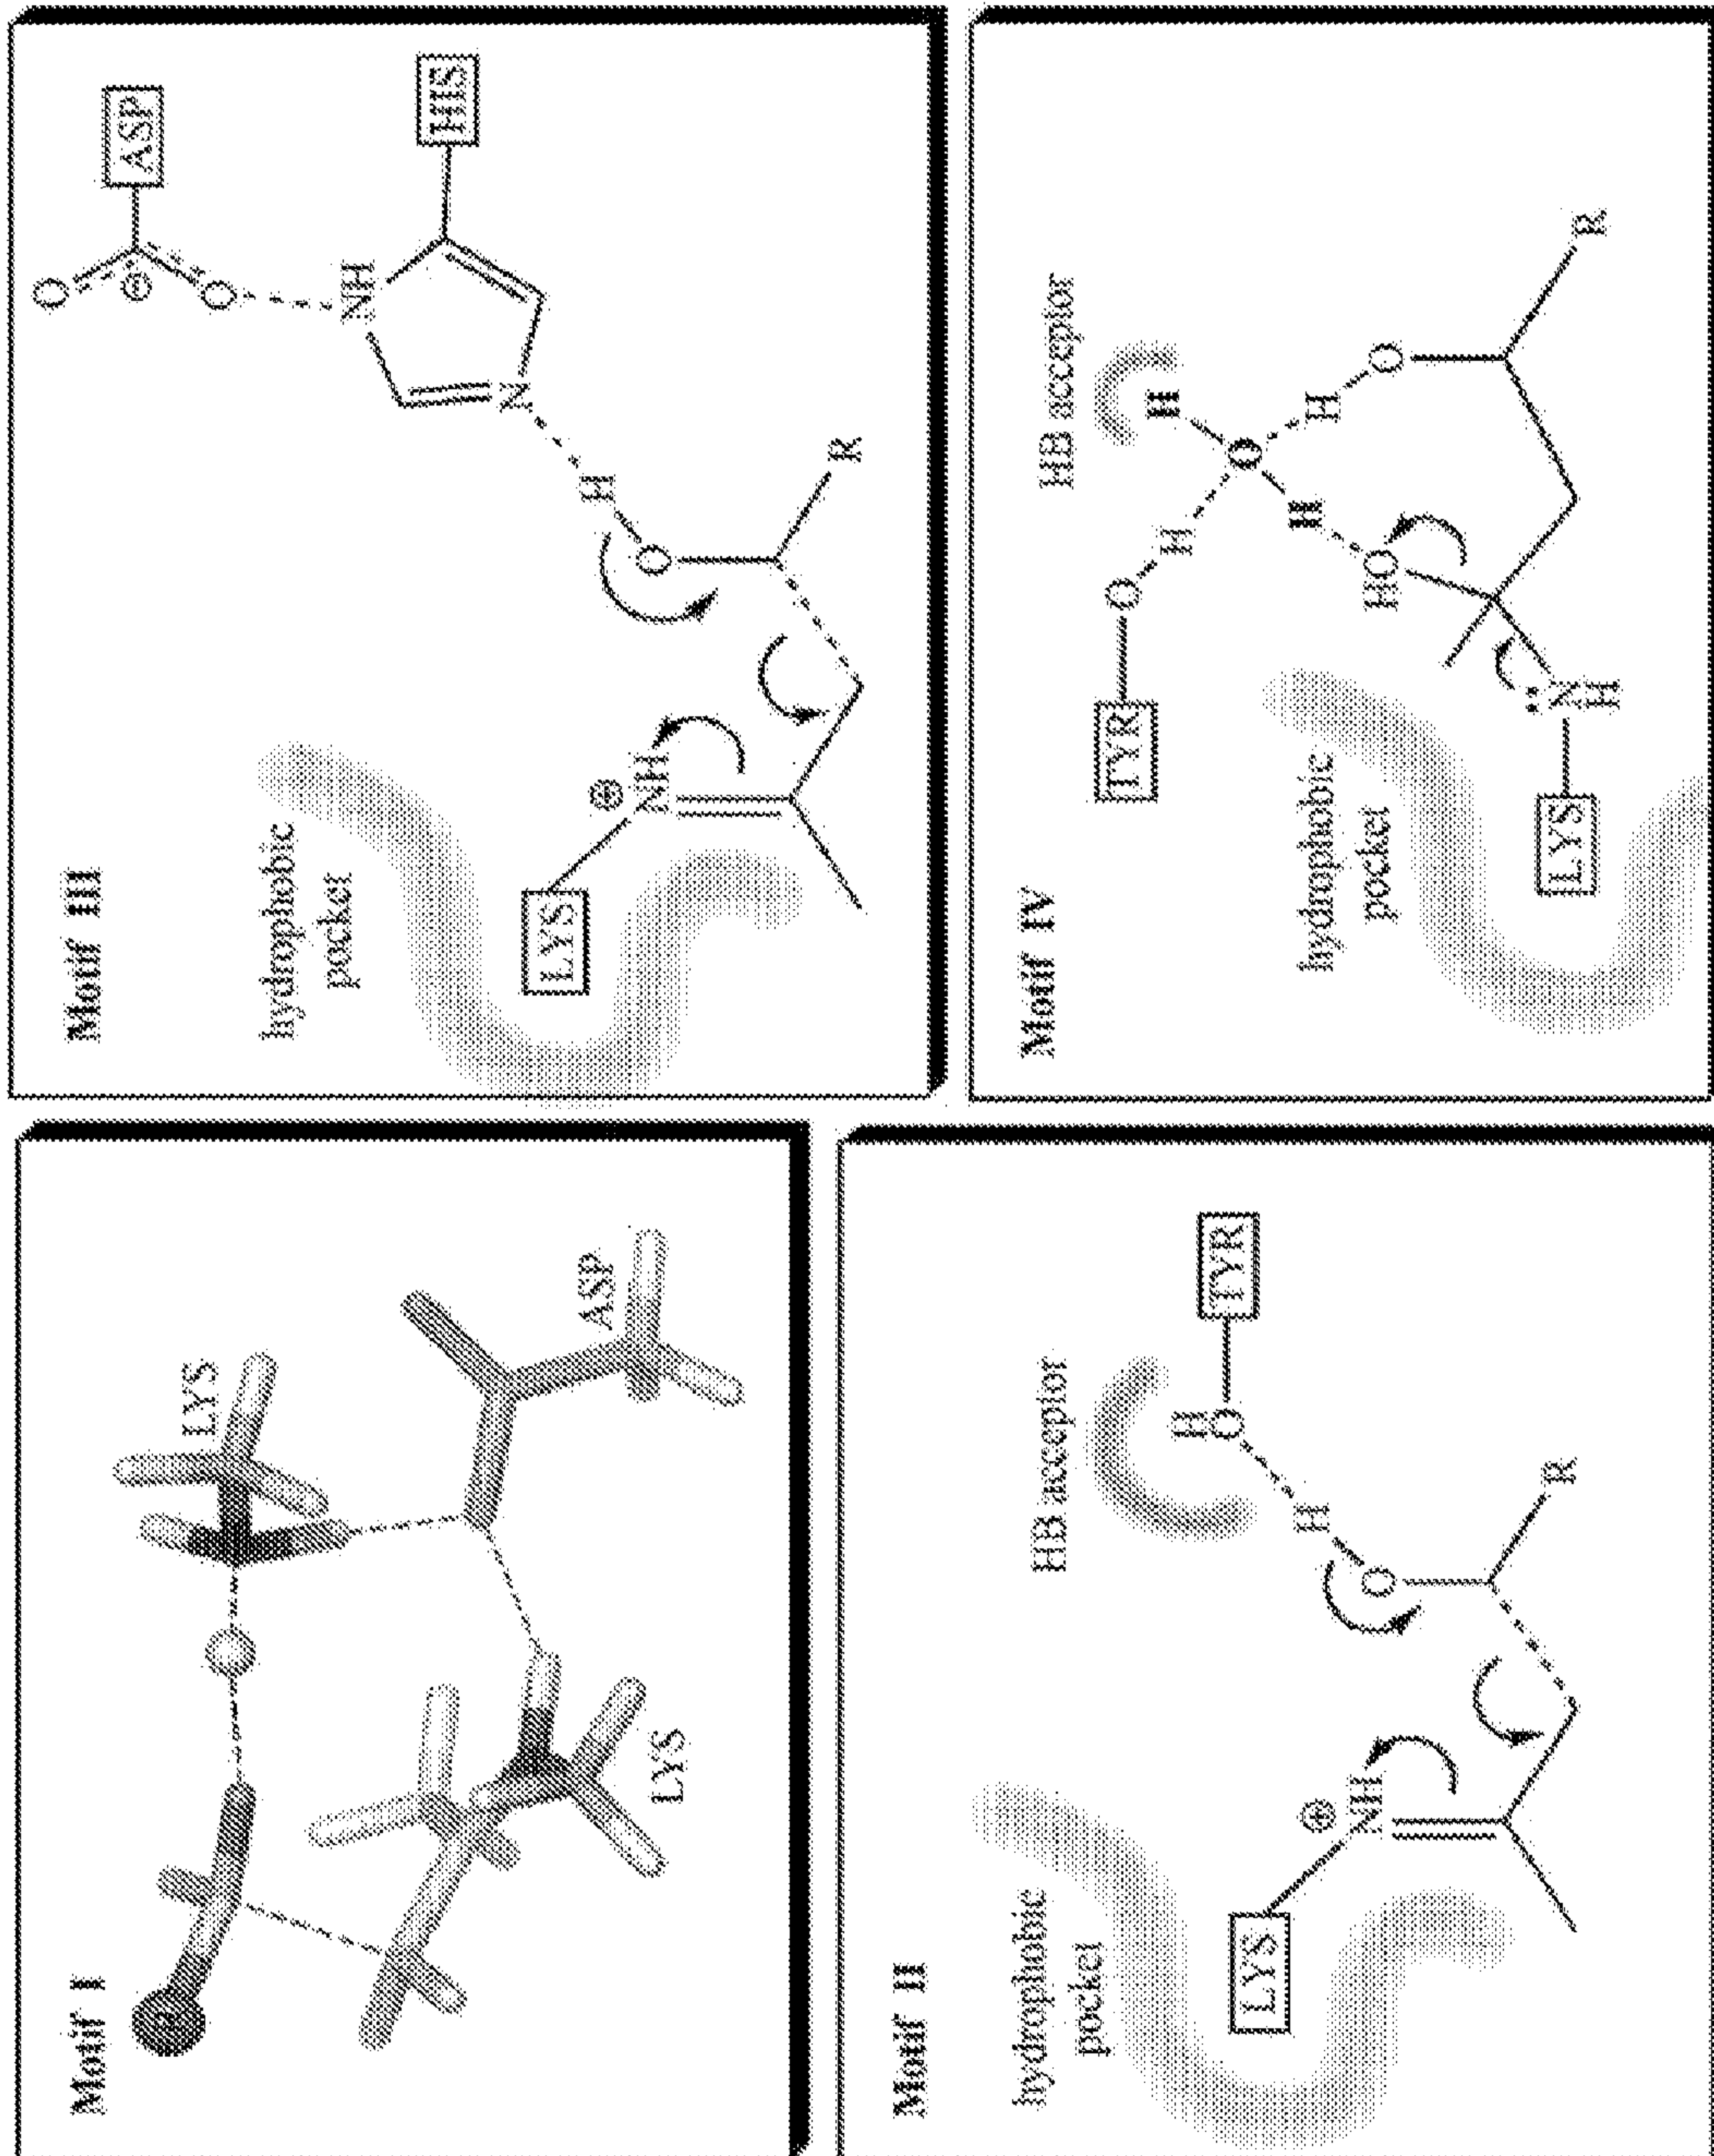 Motif I
LYS
ASP
LYS
R
Motif II
hydrophobic
pocket
HB acceptor
LYS
⊕
NH
H
O
H
O
TYR
R
Motif III
hydrophobic
pocket
LYS
⊕
NH
H
O
R
N
NH
HIS
O
⊖
O
ASP
Motif IV
hydrophobic
pocket
HB acceptor
TYR
O
H
H
O
H
H
O
HO
LYS
N
H
R